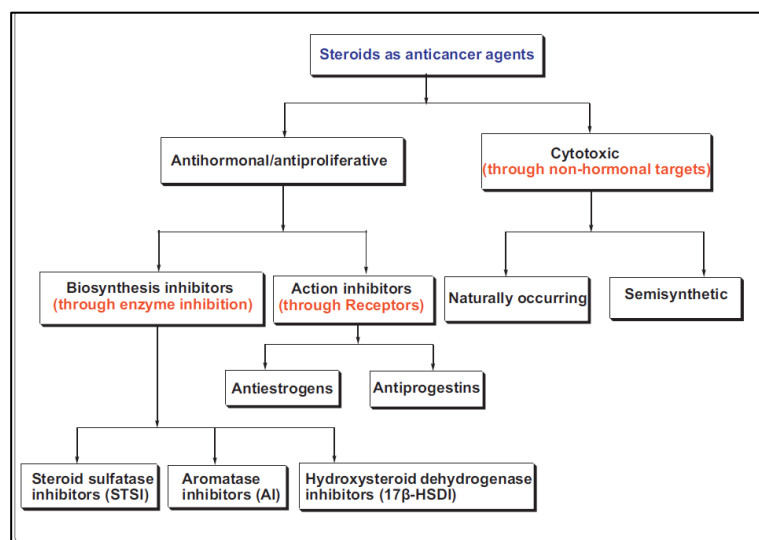 Steroids as anticancer agents
Antihormonal/antiproliferative
Cytotoxic
(through non-hormonal targets)
Biosynthesis inhibitors
(through enzyme inhibition)
Action inhibitors
(through Receptors)
Naturally occurring
Semisynthetic
Antiestrogens
Antiprogestins
Steroid sulfatase
inhibitors (STSI)
Aromatase
inhibitors (AI)
Hydroxysteroid dehydrogenase
inhibitors (17β-HSDI)